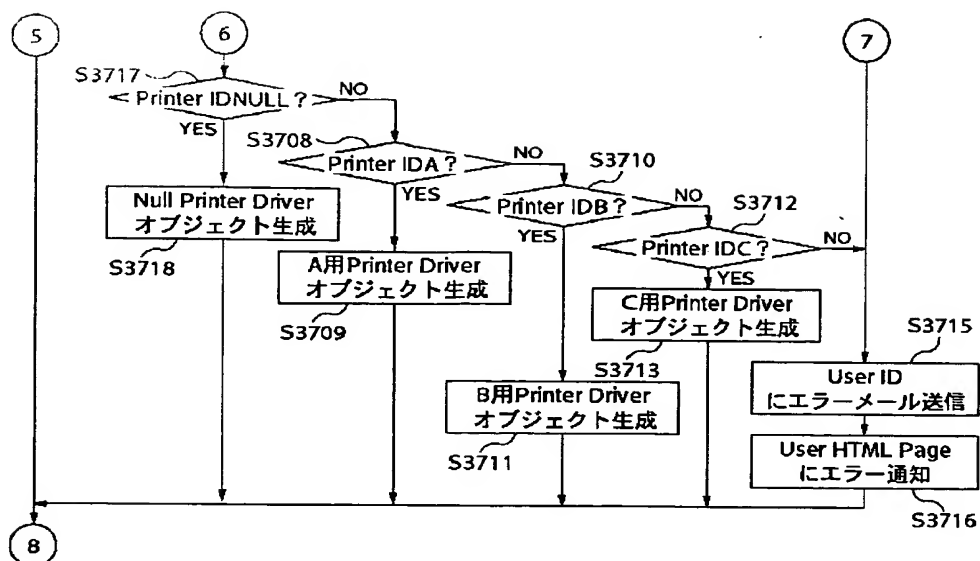 5
6
7
S3717
Printer IDNULL？
NO
YES
S3708
Printer IDA？
NO
YES
S3710
Printer IDB？
NO
YES
S3712
Printer IDC？
NO
YES
Null Printer Driver
オブジェクト生成
S3718
A用Printer Driver
オブジェクト生成
S3709
C用Printer Driver
オブジェクト生成
S3713
B用Printer Driver
オブジェクト生成
S3711
S3715
User ID
にエラーメール送信
User HTML Page
にエラー通知
S3716
8